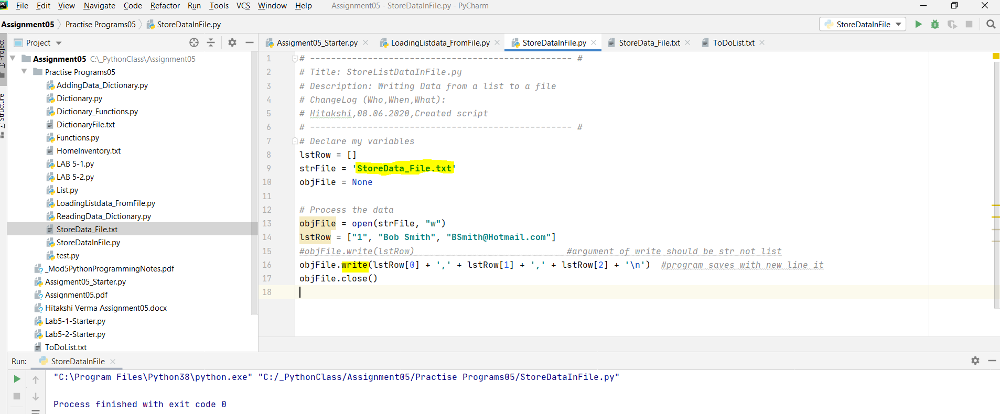 PC File Edit View Navigate Code Refactor Run Tools VCS Window Help Assignment05 - StoreDataInFile.py - PyCharm
Assignment05 Practise Programs05 StoreDataInFile.py StoreDataInFile
Project Assigment05_Starter.py LoadingListdata_FromFile.py StoreDataInFile.py StoreData_File.txt ToDoList.txt
1: Project
Z: Structure
Assignment05 C:\_PythonClass\Assignment05
Practise Programs05
AddingData_Dictionary.py
Dictionary.py
Dictionary_Functions.py
DictionaryFile.txt
Functions.py
HomeInventory.txt
LAB 5-1.py
LAB 5-2.py
List.py
LoadingListdata_FromFile.py
ReadingData_Dictionary.py
StoreData_File.txt
StoreDataInFile.py
test.py
_Mod5PythonProgrammingNotes.pdf
Assigment05_Starter.py
Assignment05.pdf
Hitakshi Verma Assignment05.docx
Lab5-1-Starter.py
Lab5-2-Starter.py
ToDoList.txt
1 # -------------------------------------------------- #
2 # Title: StoreListDataInFile.py
3 # Description: Writing Data from a list to a file
4 # ChangeLog (Who,When,What):
5 # Hitakshi,08.06.2020,Created script
6 # -------------------------------------------------- #
7 # Declare my variables
8 lstRow = []
9 strFile = 'StoreData_File.txt'
10 objFile = None
11
12 # Process the data
13 objFile = open(strFile, "w")
14 lstRow = ["1", "Bob Smith", "BSmith@Hotmail.com"]
15 #objFile.write(lstRow) #argument of write should be str not list
16 objFile.write(lstRow[0] + ',' + lstRow[1] + ',' + lstRow[2] + '\n') #program saves with new line it
17 objFile.close()
18
Run: StoreDataInFile
"C:\Program Files\Python38\python.exe" "C:/_PythonClass/Assignment05/Practise Programs05/StoreDataInFile.py"
Process finished with exit code 0